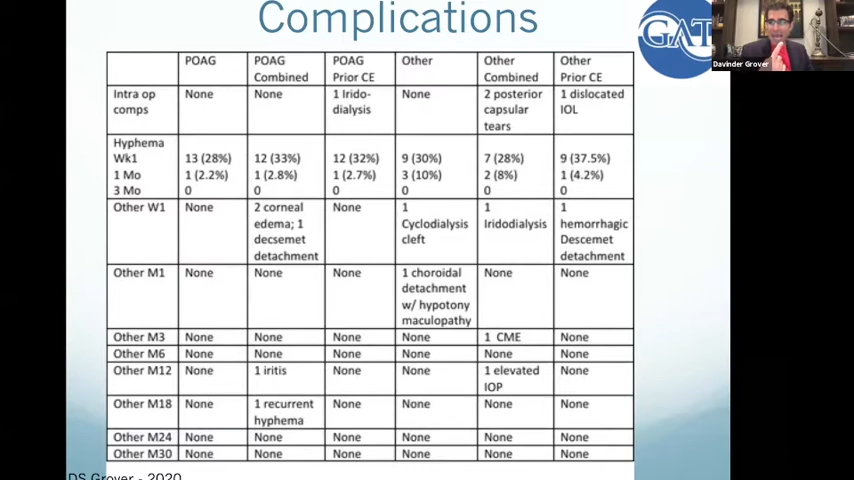 Complications
GAT
Davinder Grover
POAG POAG Combined POAG Prior CE Other Other Combined Other Prior CE
Intra op comps None None 1 Irido-dialysis None 2 posterior capsular tears 1 dislocated IOL
Hyphema
Wk1 13 (28%) 12 (33%) 12 (32%) 9 (30%) 7 (28%) 9 (37.5%)
1 Mo 1 (2.2%) 1 (2.8%) 1 (2.7%) 3 (10%) 2 (8%) 1 (4.2%)
3 Mo 0 0 0 0 0 0
Other W1 None 2 corneal edema; 1 decsemet detachment None 1 Cyclodialysis cleft 1 Iridodialysis 1 hemorrhagic Descemet detachment
Other M1 None None None 1 choroidal detachment w/ hypotony maculopathy None None
Other M3 None None None None 1 CME None
Other M6 None None None None None None
Other M12 None 1 iritis None None 1 elevated IOP None
Other M18 None 1 recurrent hyphema None None None None
Other M24 None None None None None None
Other M30 None None None None None None
DS Grover - 2020